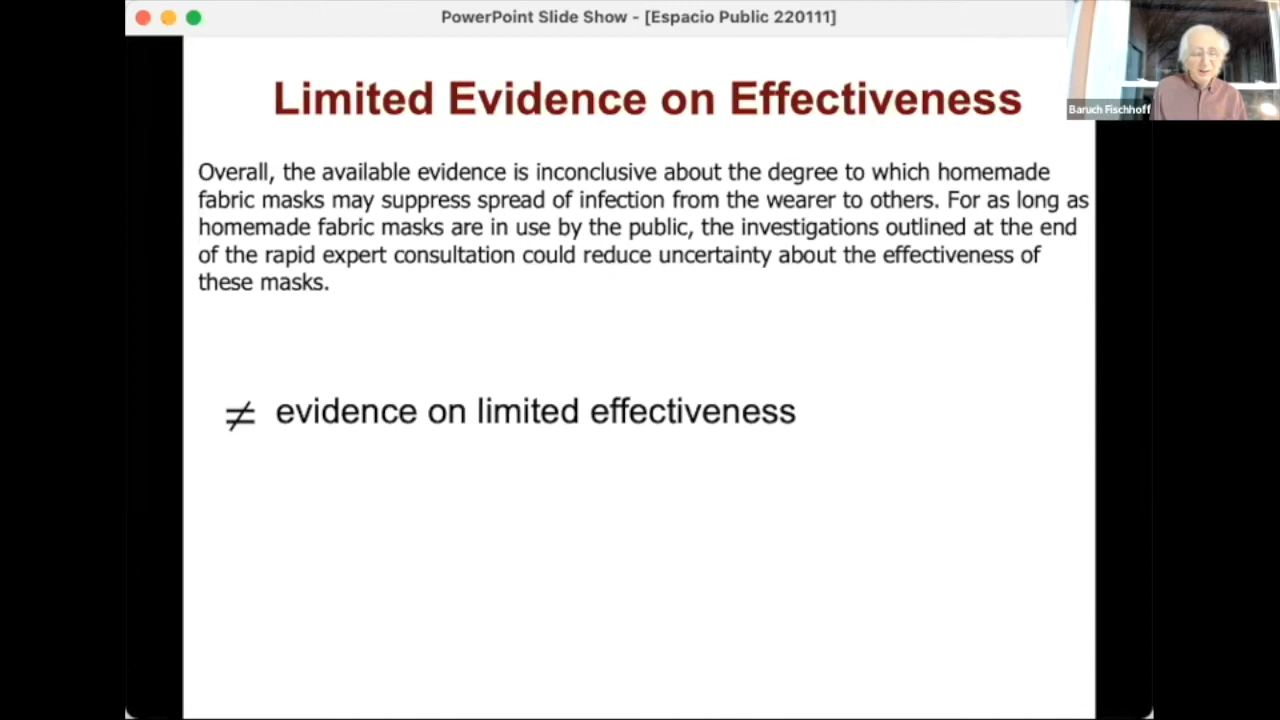 PowerPoint Slide Show - [Espacio Public 220111]
Baruch Fischhoff
Limited Evidence on Effectiveness
Overall, the available evidence is inconclusive about the degree to which homemade
fabric masks may suppress spread of infection from the wearer to others. For as long as
homemade fabric masks are in use by the public, the investigations outlined at the end
of the rapid expert consultation could reduce uncertainty about the effectiveness of
these masks.
≠ evidence on limited effectiveness